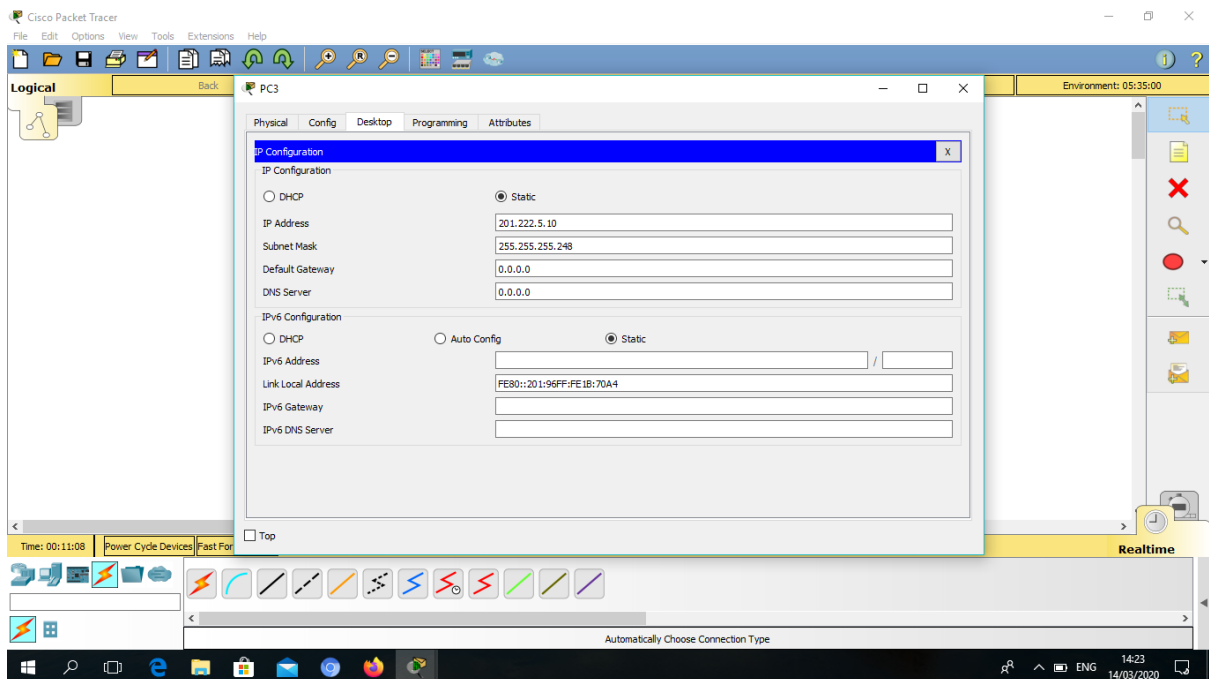 Cisco Packet Tracer
File Edit Options View Tools Extensions Help
Logical
Back
Environment: 05:35:00
PC3
Physical Config Desktop Programming Attributes
IP Configuration X
IP Configuration
DHCP Static
IP Address 201.222.5.10
Subnet Mask 255.255.255.248
Default Gateway 0.0.0.0
DNS Server 0.0.0.0
IPv6 Configuration
DHCP Auto Config Static
IPv6 Address /
Link Local Address FE80::201:96FF:FE1B:70A4
IPv6 Gateway
IPv6 DNS Server
Top
Time: 00:11:08 Power Cycle Devices Fast For
Realtime
Automatically Choose Connection Type
ENG 14:23
14/03/2020